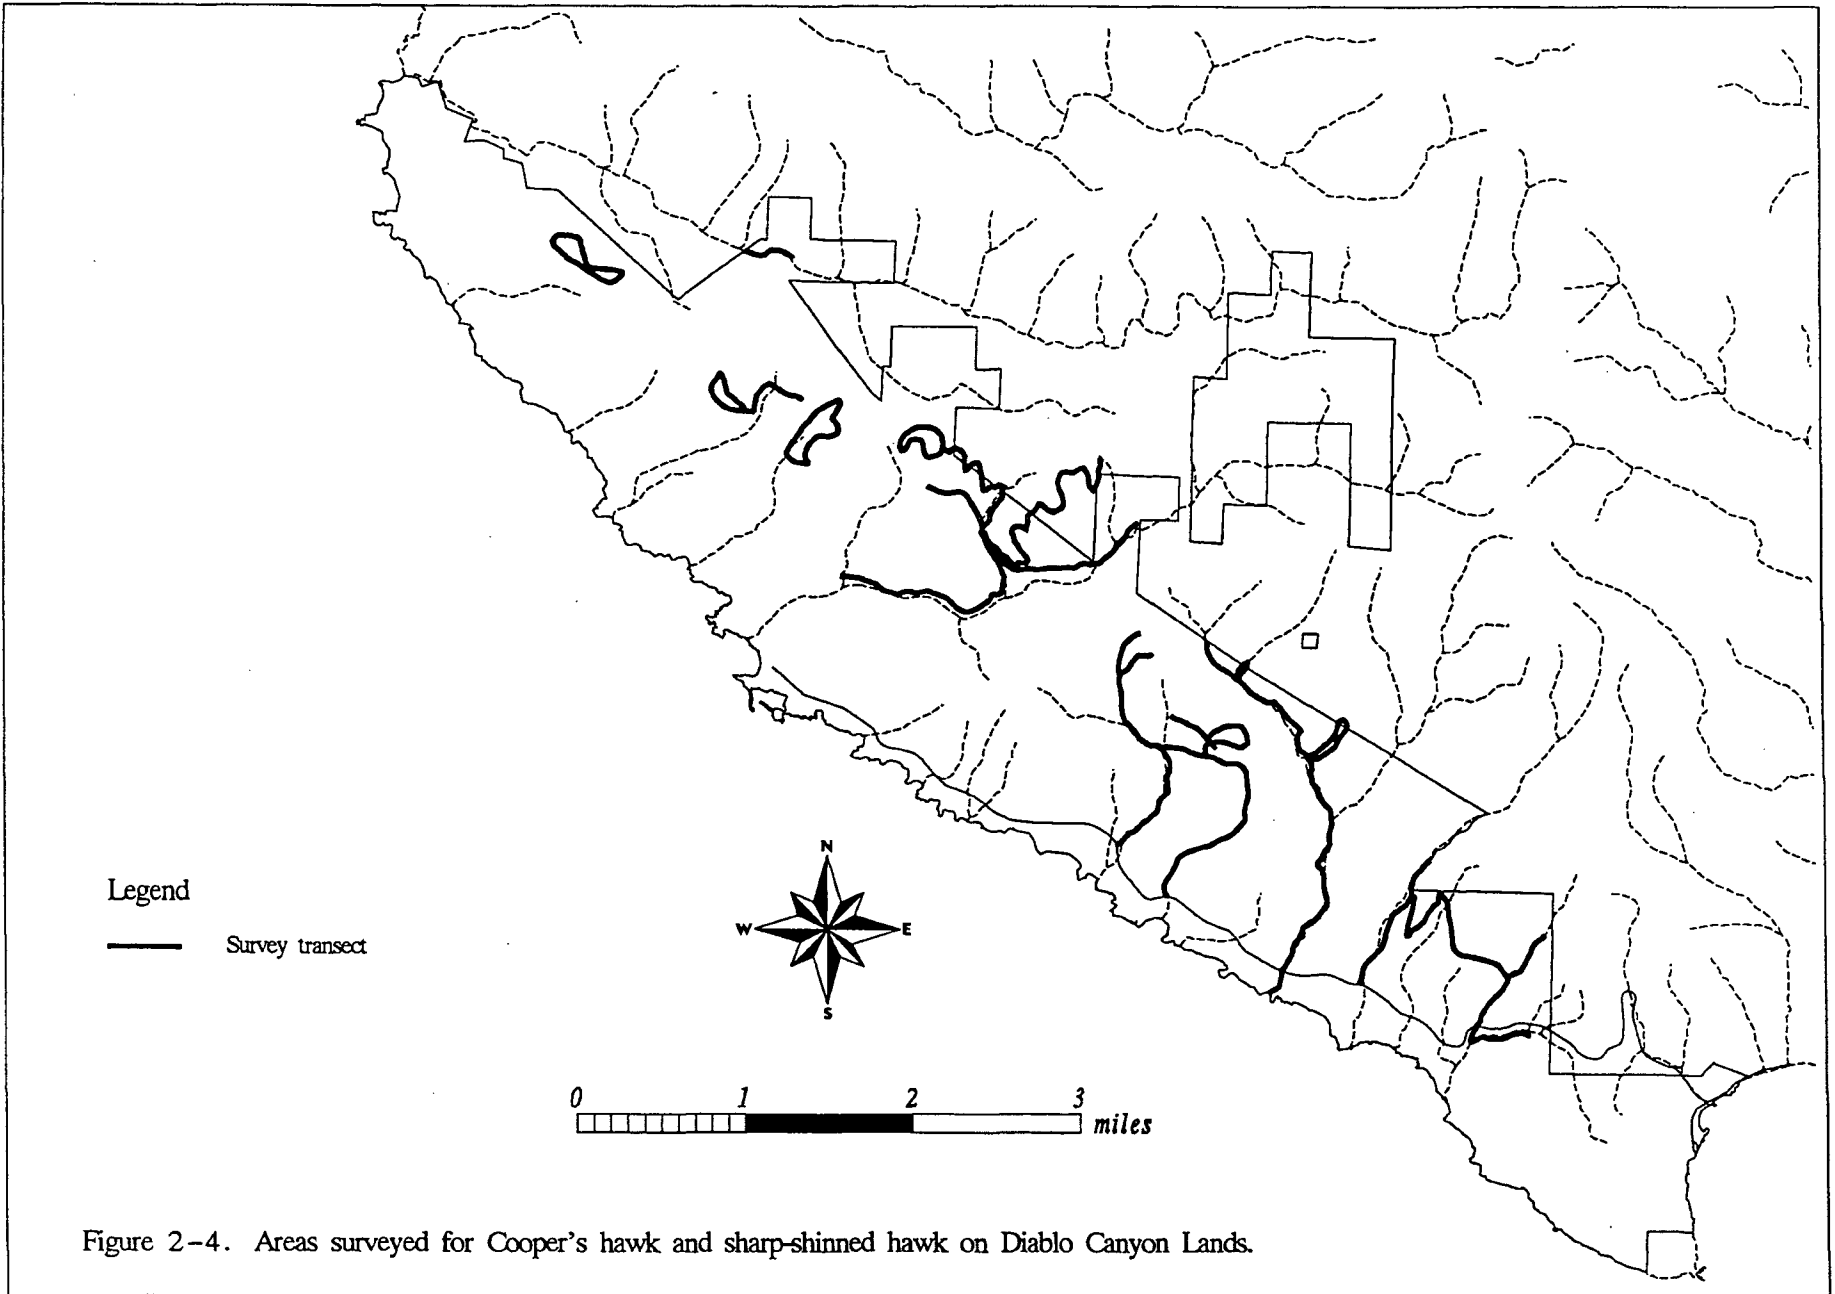 N
W E
S
Legend
Survey transect
0 1 2 3
miles
Figure 2-4. Areas surveyed for Cooper's hawk and sharp-shinned hawk on Diablo Canyon Lands.